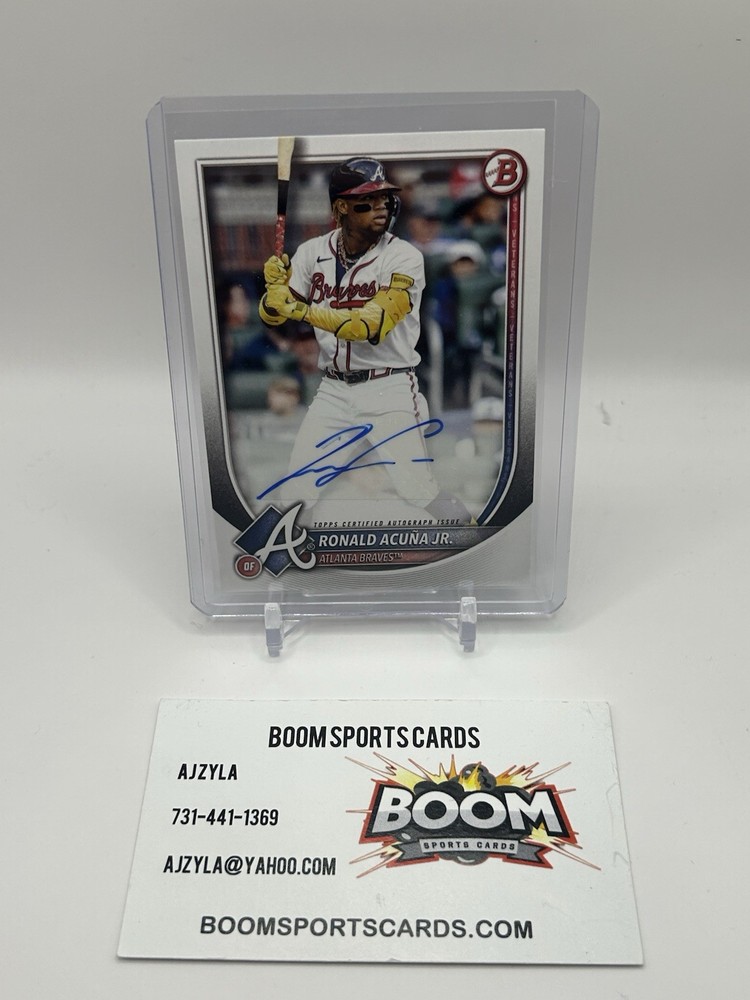 B
VETERANS VETERANS VETERANS
Braves
A
TOPPS CERTIFIED AUTOGRAPH ISSUE
RONALD ACUÑA JR.
OF
ATLANTA BRAVES™
BOOM SPORTS CARDS
AJZYLA
731-441-1369
AJZYLA@YAHOO.COM
BOOM
SPORTS CARDS
BOOMSPORTSCARDS.COM